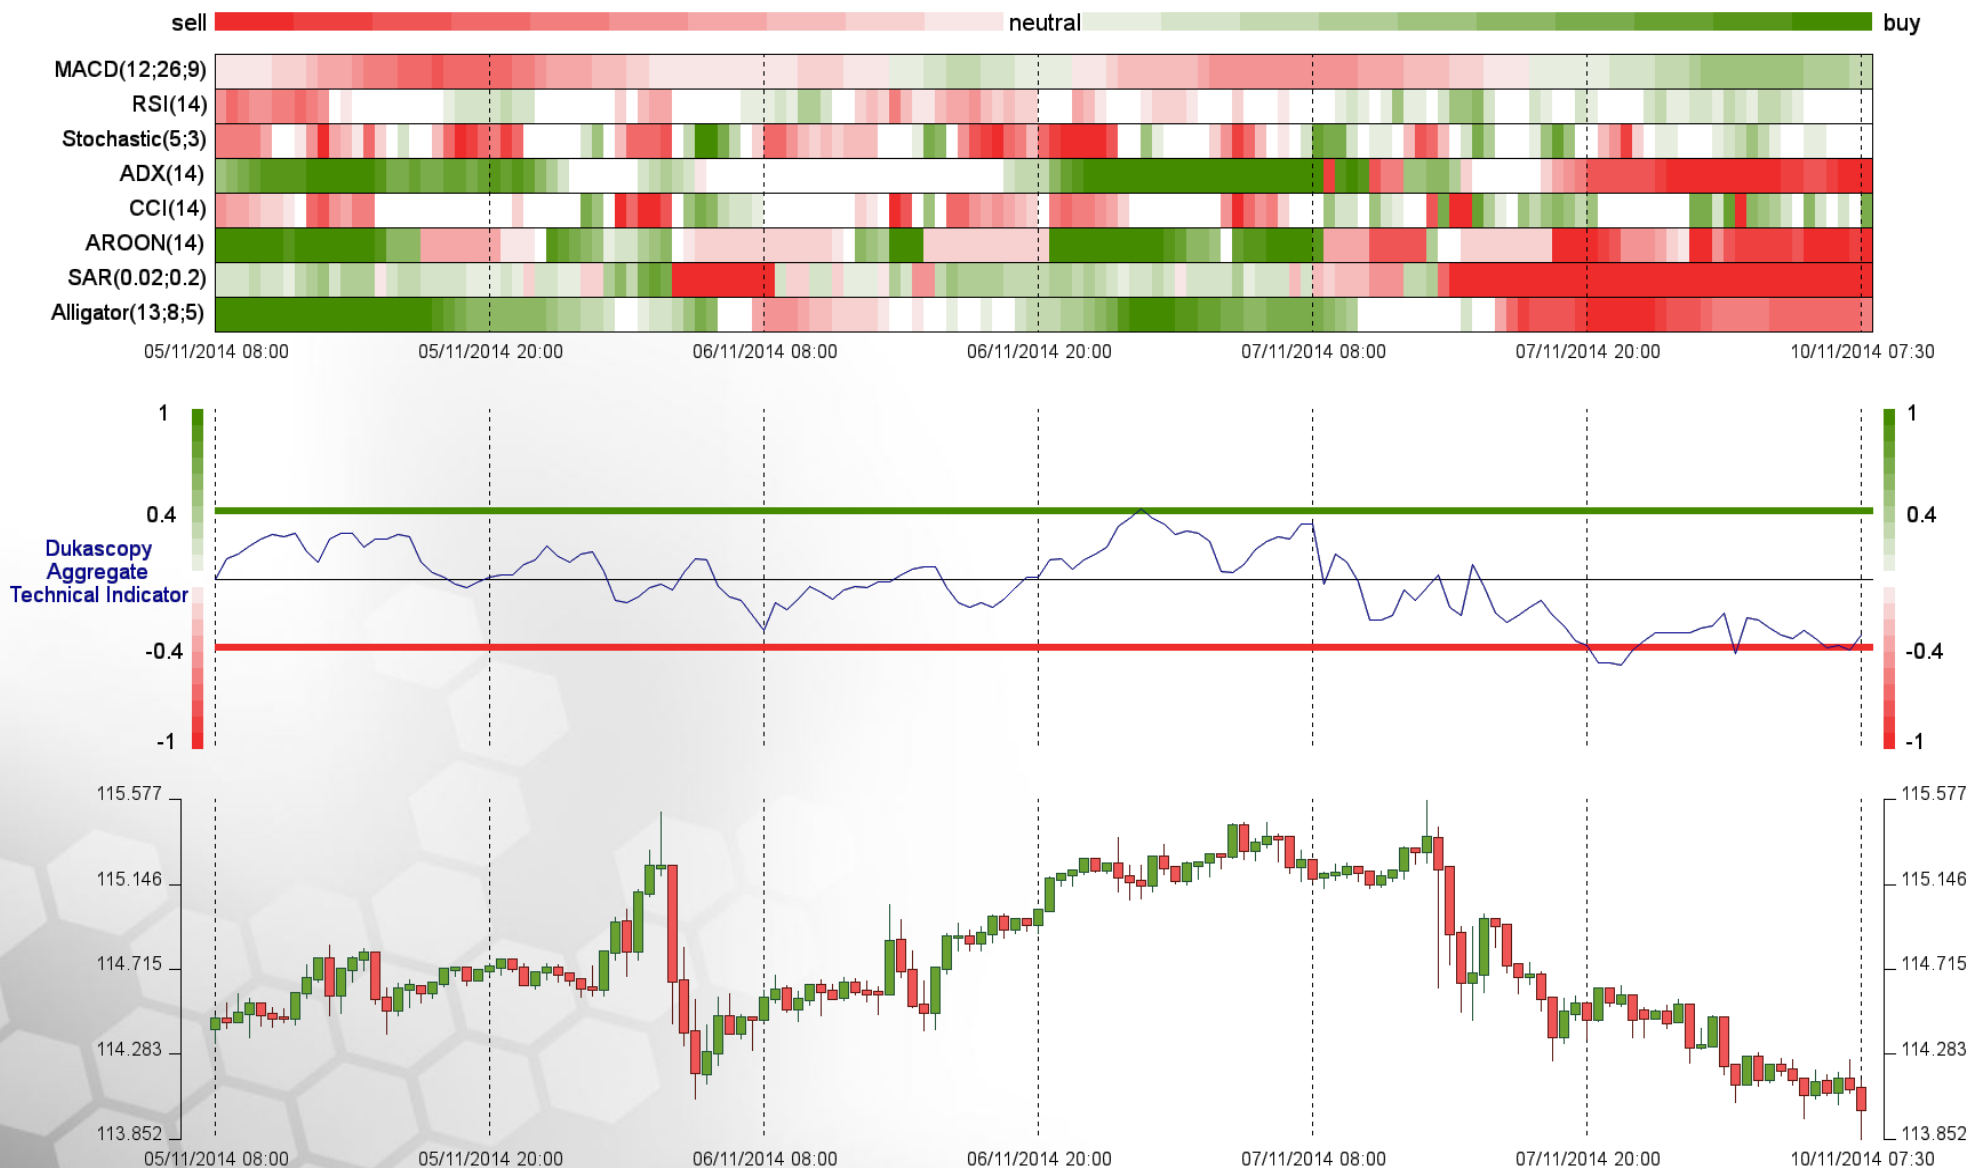 sell neutral buy
MACD(12;26;9)
RSI(14)
Stochastic(5;3)
ADX(14)
CCI(14)
AROON(14)
SAR(0.02;0.2)
Alligator(13;8;5)
05/11/2014 08:00 05/11/2014 20:00 06/11/2014 08:00 06/11/2014 20:00 07/11/2014 08:00 07/11/2014 20:00 10/11/2014 07:30
1 1
0.4 0.4
Dukascopy
Aggregate
Technical Indicator
-0.4 -0.4
-1 -1
115.577 115.577
115.146 115.146
114.715 114.715
114.283 114.283
113.852 113.852
05/11/2014 08:00 05/11/2014 20:00 06/11/2014 08:00 06/11/2014 20:00 07/11/2014 08:00 07/11/2014 20:00 10/11/2014 07:30